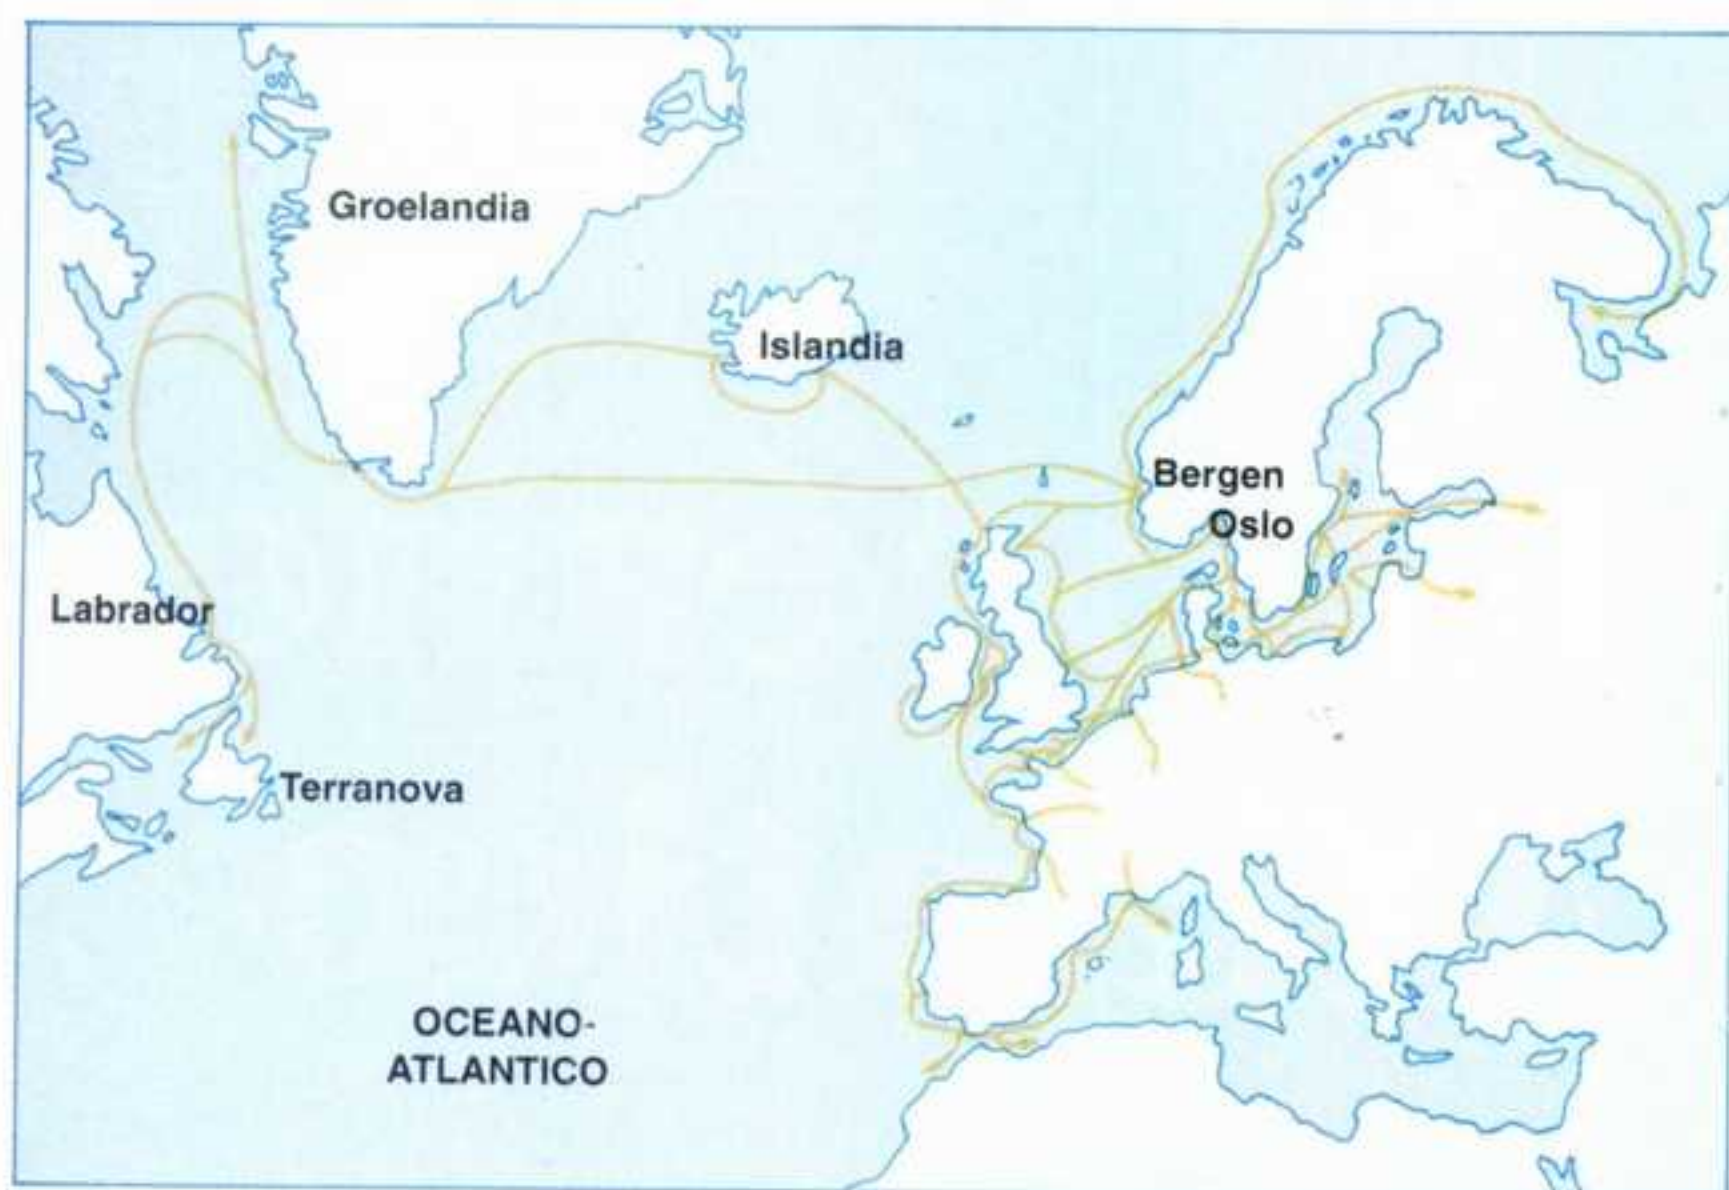 Groelandia
Islandia
Bergen
Oslo
Labrador
Terranova
OCEANO-
ATLANTICO